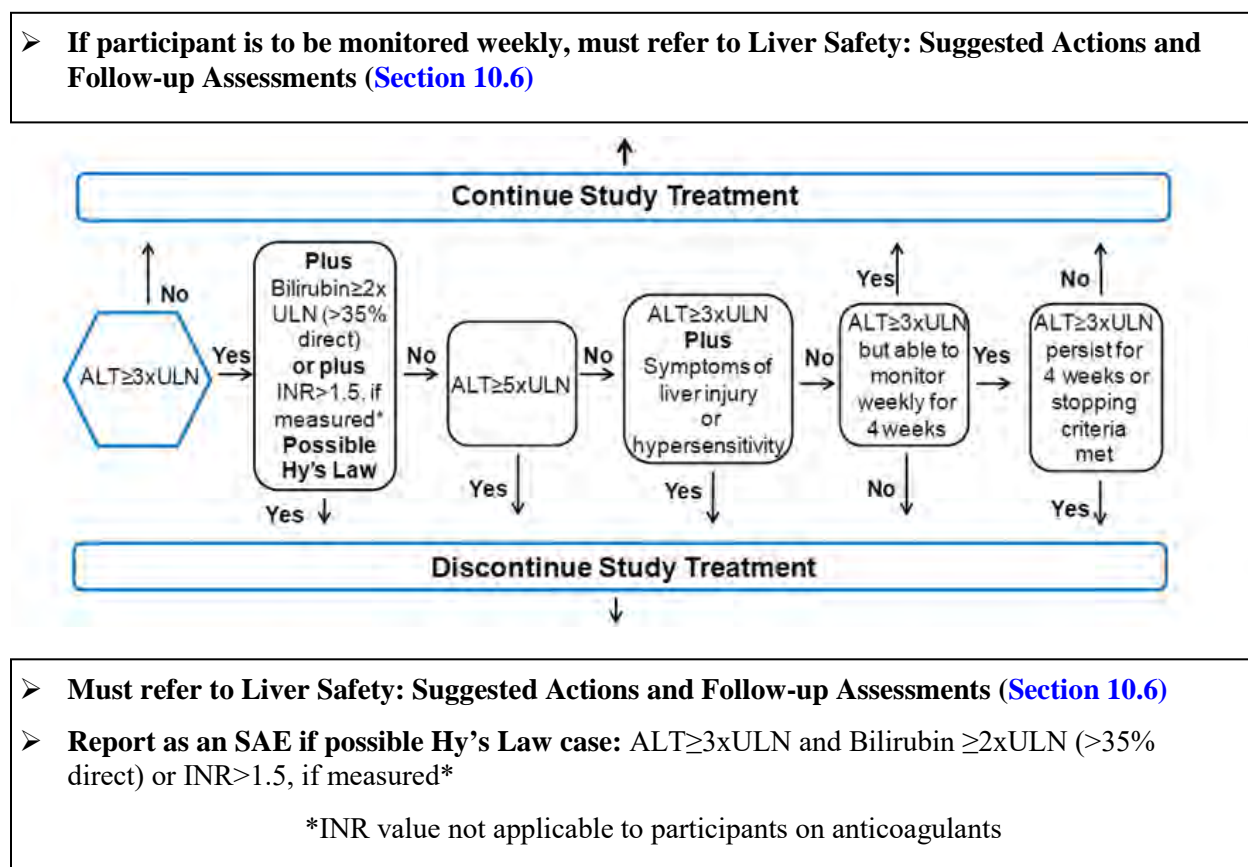 ➢ If participant is to be monitored weekly, must refer to Liver Safety: Suggested Actions and
Follow-up Assessments (Section 10.6)
Continue Study Treatment
No
ALT≥3xULN
Yes
Plus
Bilirubin≥2x
ULN (>35%
direct)
or plus
INR>1.5, if
measured*
Possible
Hy's Law
Yes
No
ALT≥5xULN
Yes
No
ALT≥3xULN
Plus
Symptoms of
liver injury
or
hypersensitivity
Yes
No
Yes
ALT≥3xULN
but able to
monitor
weekly for
4 weeks
No
Yes
No
ALT≥3xULN
persist for
4 weeks or
stopping
criteria
met
Yes
Discontinue Study Treatment
➢ Must refer to Liver Safety: Suggested Actions and Follow-up Assessments (Section 10.6)
➢ Report as an SAE if possible Hy's Law case: ALT≥3xULN and Bilirubin ≥2xULN (>35%
direct) or INR>1.5, if measured*
*INR value not applicable to participants on anticoagulants